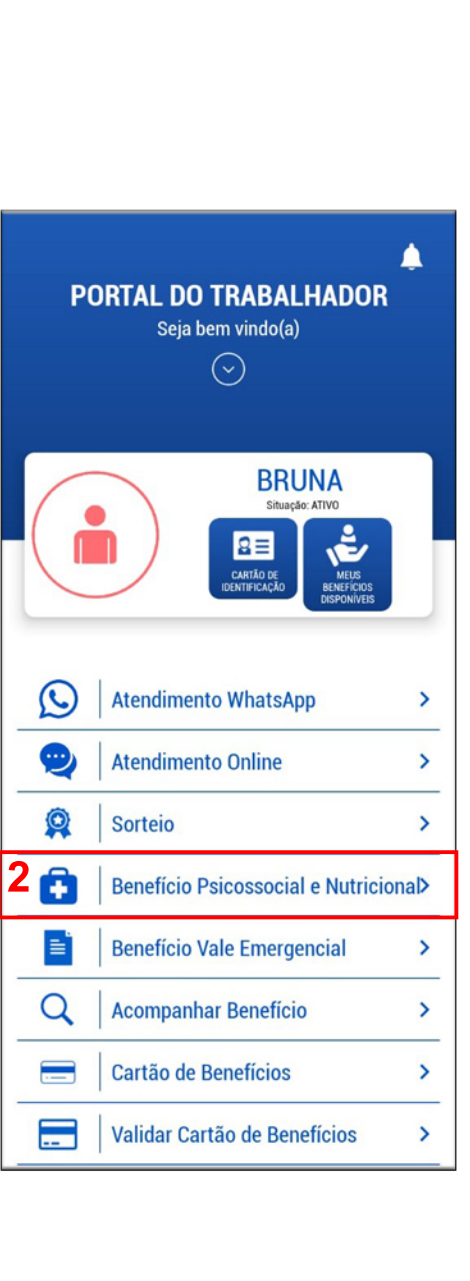 PORTAL DO TRABALHADOR
Seja bem vindo(a)
BRUNA
Situação: ATIVO
CARTÃO DE
IDENTIFICAÇÃO
MEUS
BENEFÍCIOS
DISPONÍVEIS
Atendimento WhatsApp
Atendimento Online
Sorteio
2 Benefício Psicossocial e Nutricional
Benefício Vale Emergencial
Acompanhar Benefício
Cartão de Benefícios
Validar Cartão de Benefícios